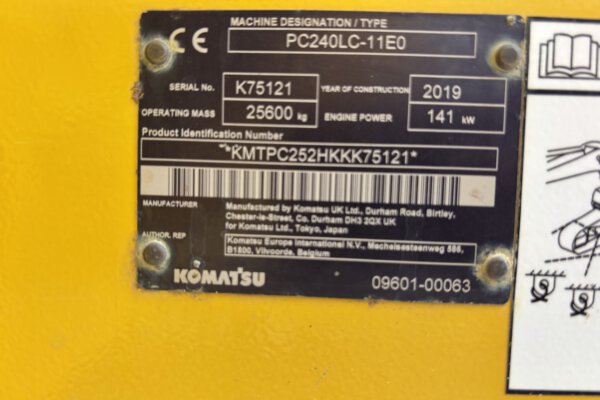 MACHINE DESIGNATION / TYPE
CE PC240LC-11E0
SERIAL No. K75121 YEAR OF CONSTRUCTION 2019
OPERATING MASS 25600 kg ENGINE POWER 141 kW
Product Identification Number
*KMTPC252HKKK75121*
MANUFACTURER Manufactured by Komatsu UK Ltd., Durham Road, Birtley,
Chester-le-Street, Co. Durham DH3 2QX UK
for Komatsu Ltd., Tokyo, Japan
AUTHOR. REP Komatsu Europe International N.V., Mechelsesteenweg 586,
B1800, Vilvoorde, Belgium
KOMATSU 09601-00063